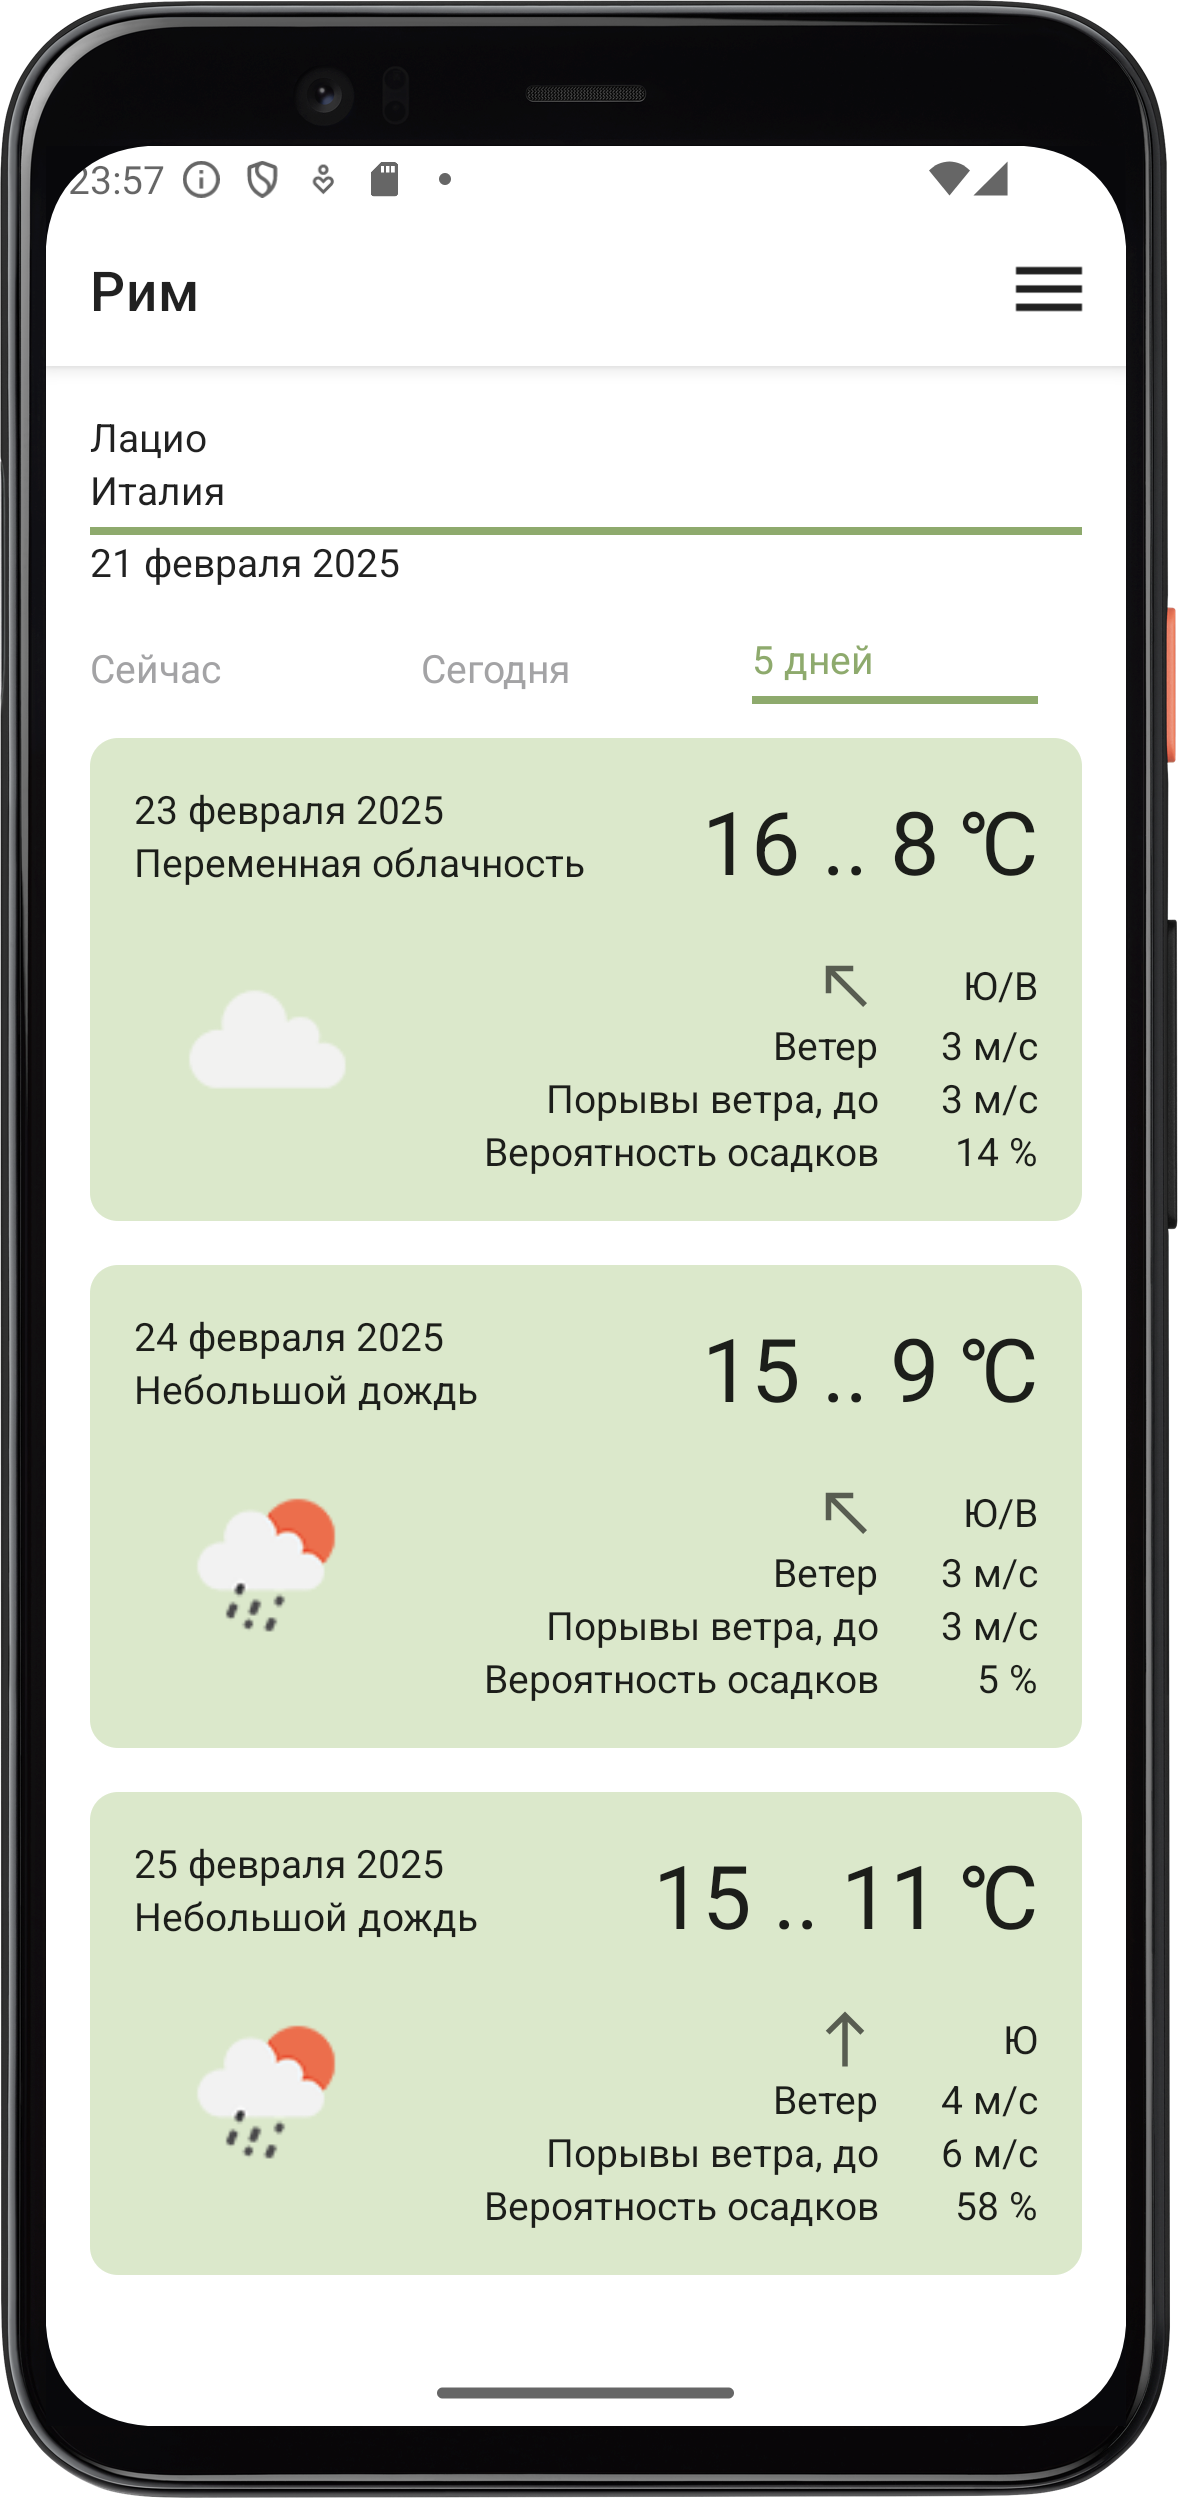 23:57
Рим
Лацио
Италия
21 февраля 2025
Сейчас Сегодня 5 дней
23 февраля 2025
Переменная облачность
16 .. 8 °C
Ю/В
Ветер 3 м/с
Порывы ветра, до 3 м/с
Вероятность осадков 14 %
24 февраля 2025
Небольшой дождь
15 .. 9 °C
Ю/В
Ветер 3 м/с
Порывы ветра, до 3 м/с
Вероятность осадков 5 %
25 февраля 2025
Небольшой дождь
15 .. 11 °C
Ю
Ветер 4 м/с
Порывы ветра, до 6 м/с
Вероятность осадков 58 %